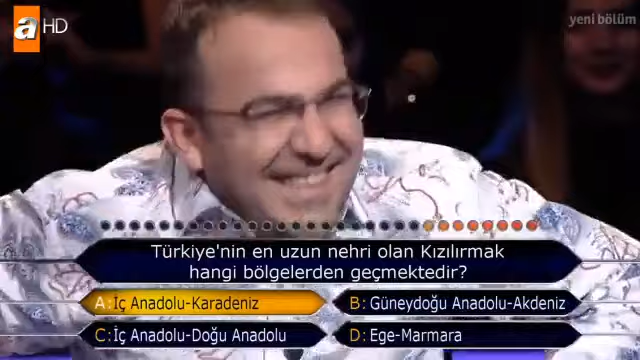 a HD
yeni bölüm
Türkiye'nin en uzun nehri olan Kızılırmak
hangi bölgelerden geçmektedir?
A: İç Anadolu-Karadeniz
B: Güneydoğu Anadolu-Akdeniz
C: İç Anadolu-Doğu Anadolu
D: Ege-Marmara